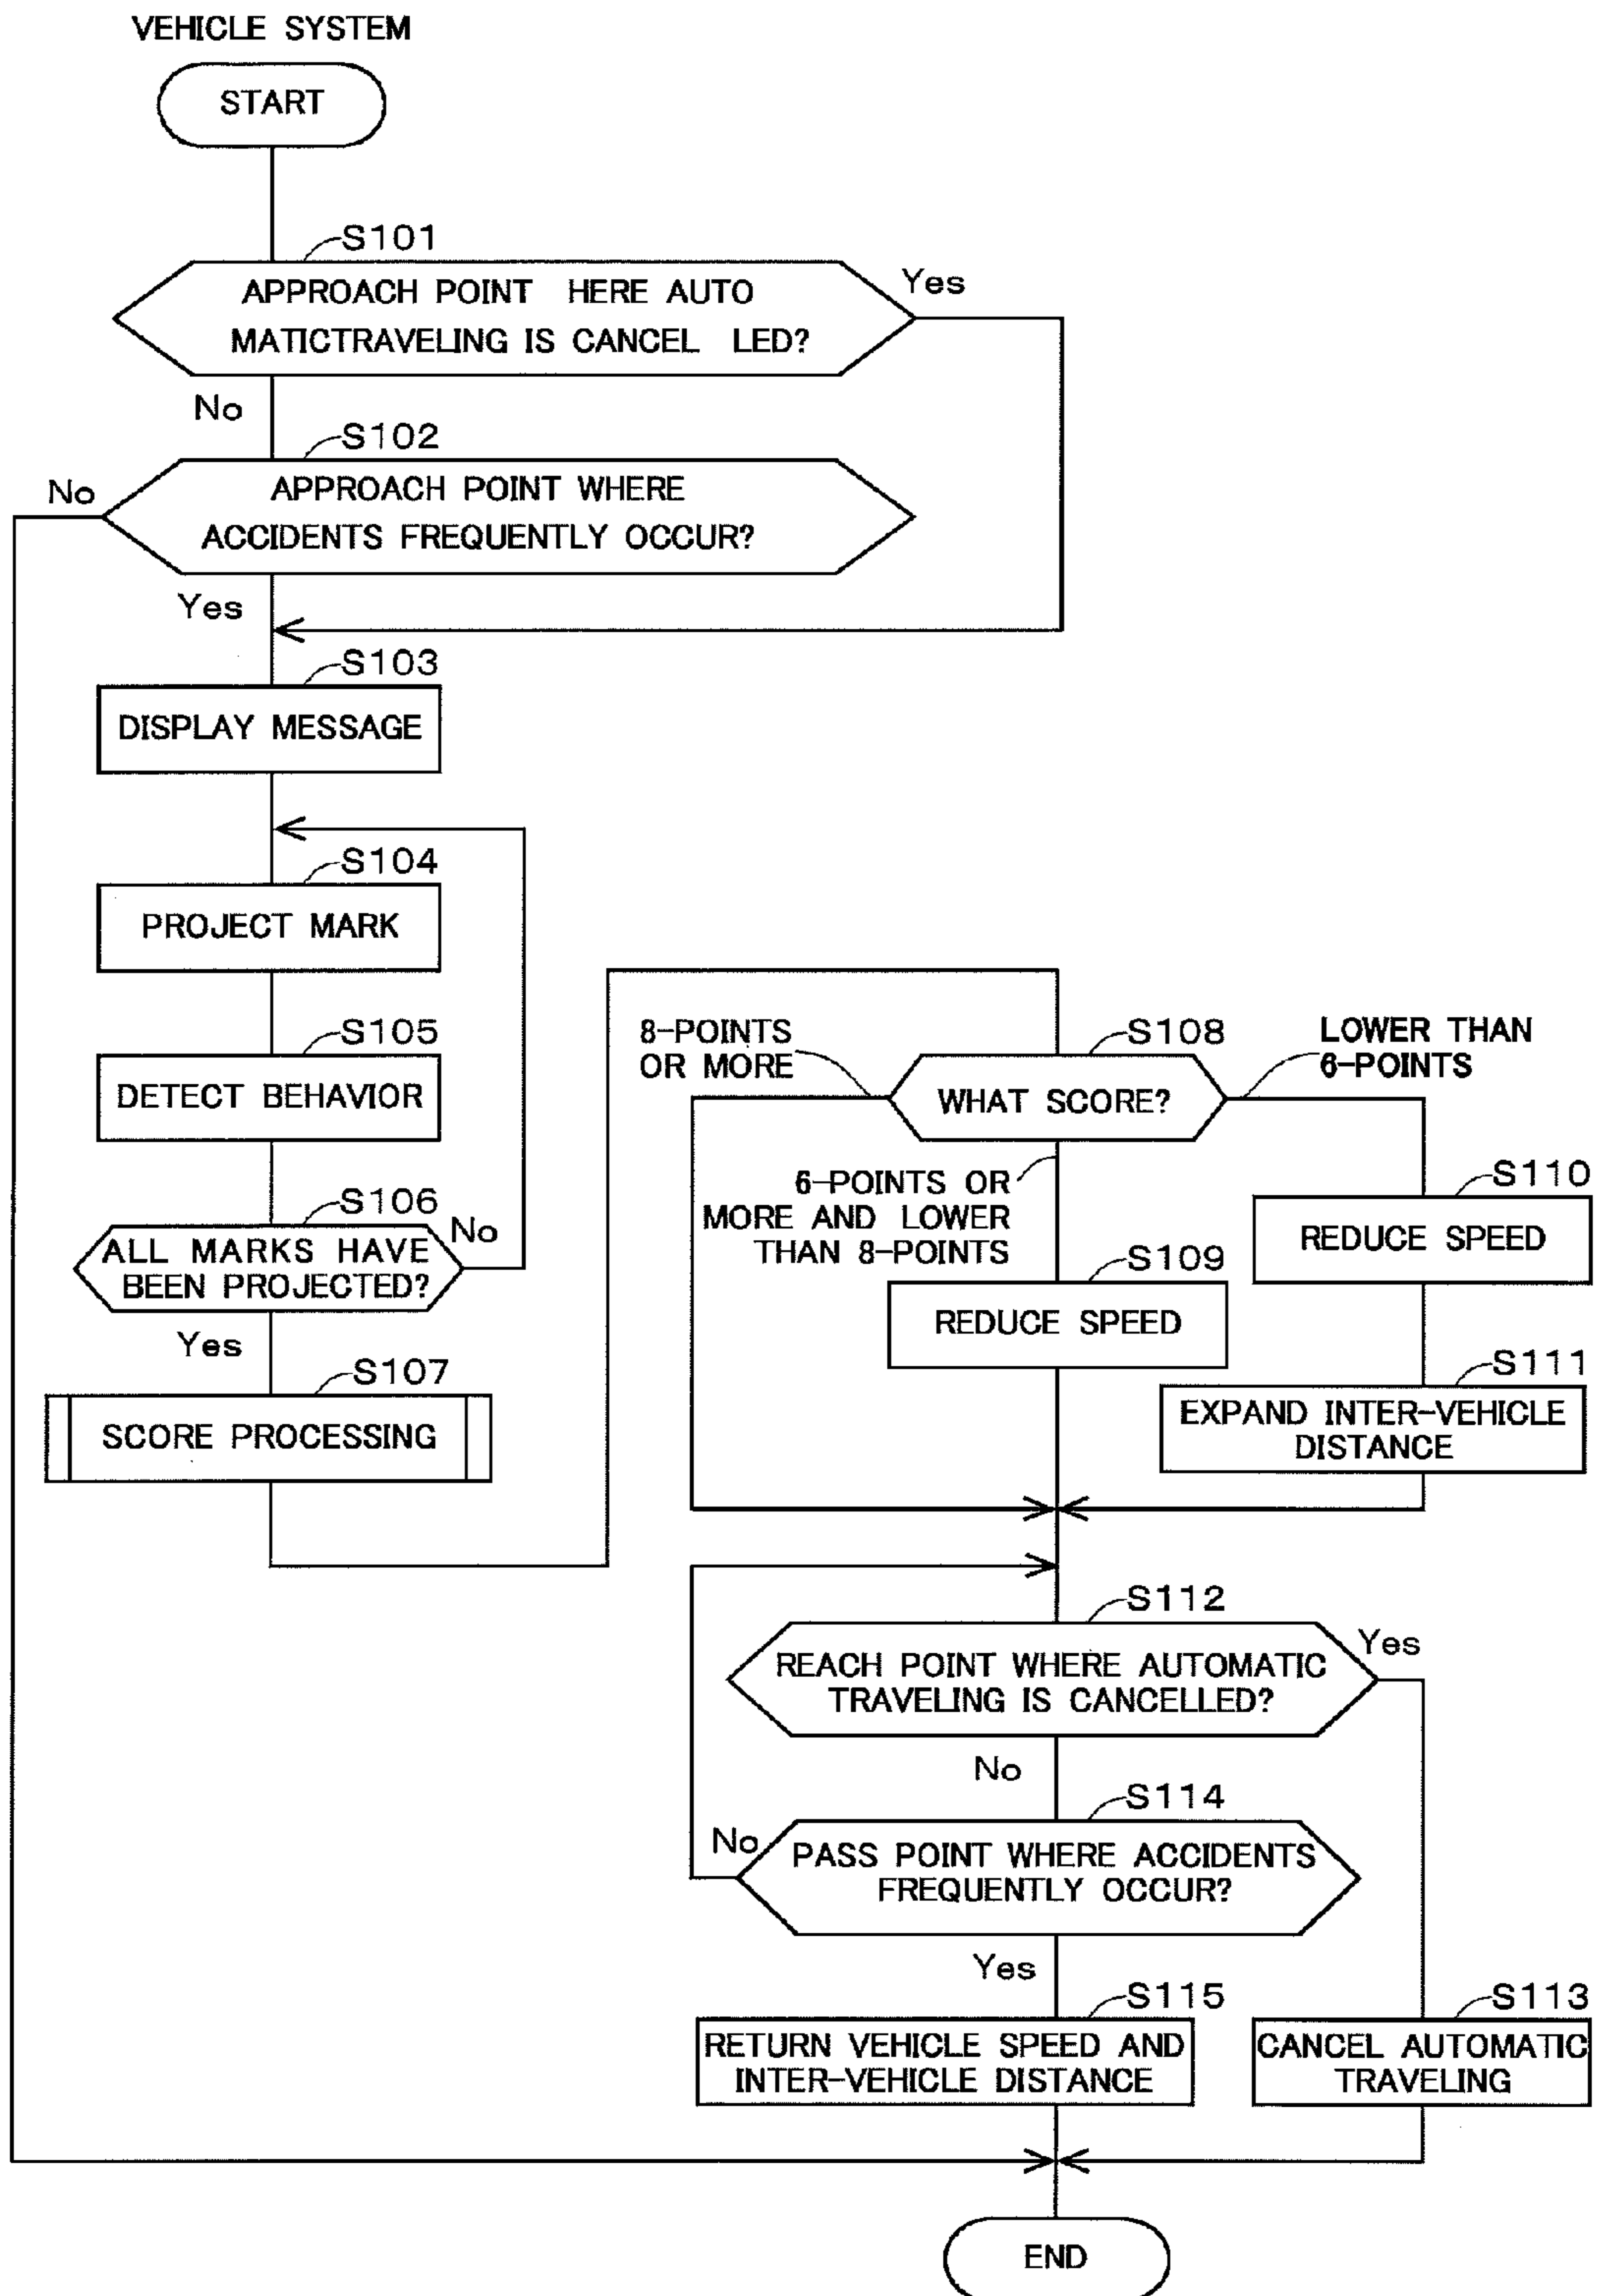 VEHICLE SYSTEM
START
S101
APPROACH POINT HERE AUTO
MATICTRAVELING IS CANCEL LED?
Yes
No
S102
APPROACH POINT WHERE
ACCIDENTS FREQUENTLY OCCUR?
No
Yes
S103
DISPLAY MESSAGE
S104
PROJECT MARK
S105
DETECT BEHAVIOR
S106
ALL MARKS HAVE
BEEN PROJECTED?
No
Yes
S107
SCORE PROCESSING
S108
WHAT SCORE?
8-POINTS
OR MORE
LOWER THAN
6-POINTS
6-POINTS OR
MORE AND LOWER
THAN 8-POINTS
S109
REDUCE SPEED
S110
REDUCE SPEED
S111
EXPAND INTER-VEHICLE
DISTANCE
S112
REACH POINT WHERE AUTOMATIC
TRAVELING IS CANCELLED?
Yes
No
S114
PASS POINT WHERE ACCIDENTS
FREQUENTLY OCCUR?
No
Yes
S115
RETURN VEHICLE SPEED AND
INTER-VEHICLE DISTANCE
S113
CANCEL AUTOMATIC
TRAVELING
END